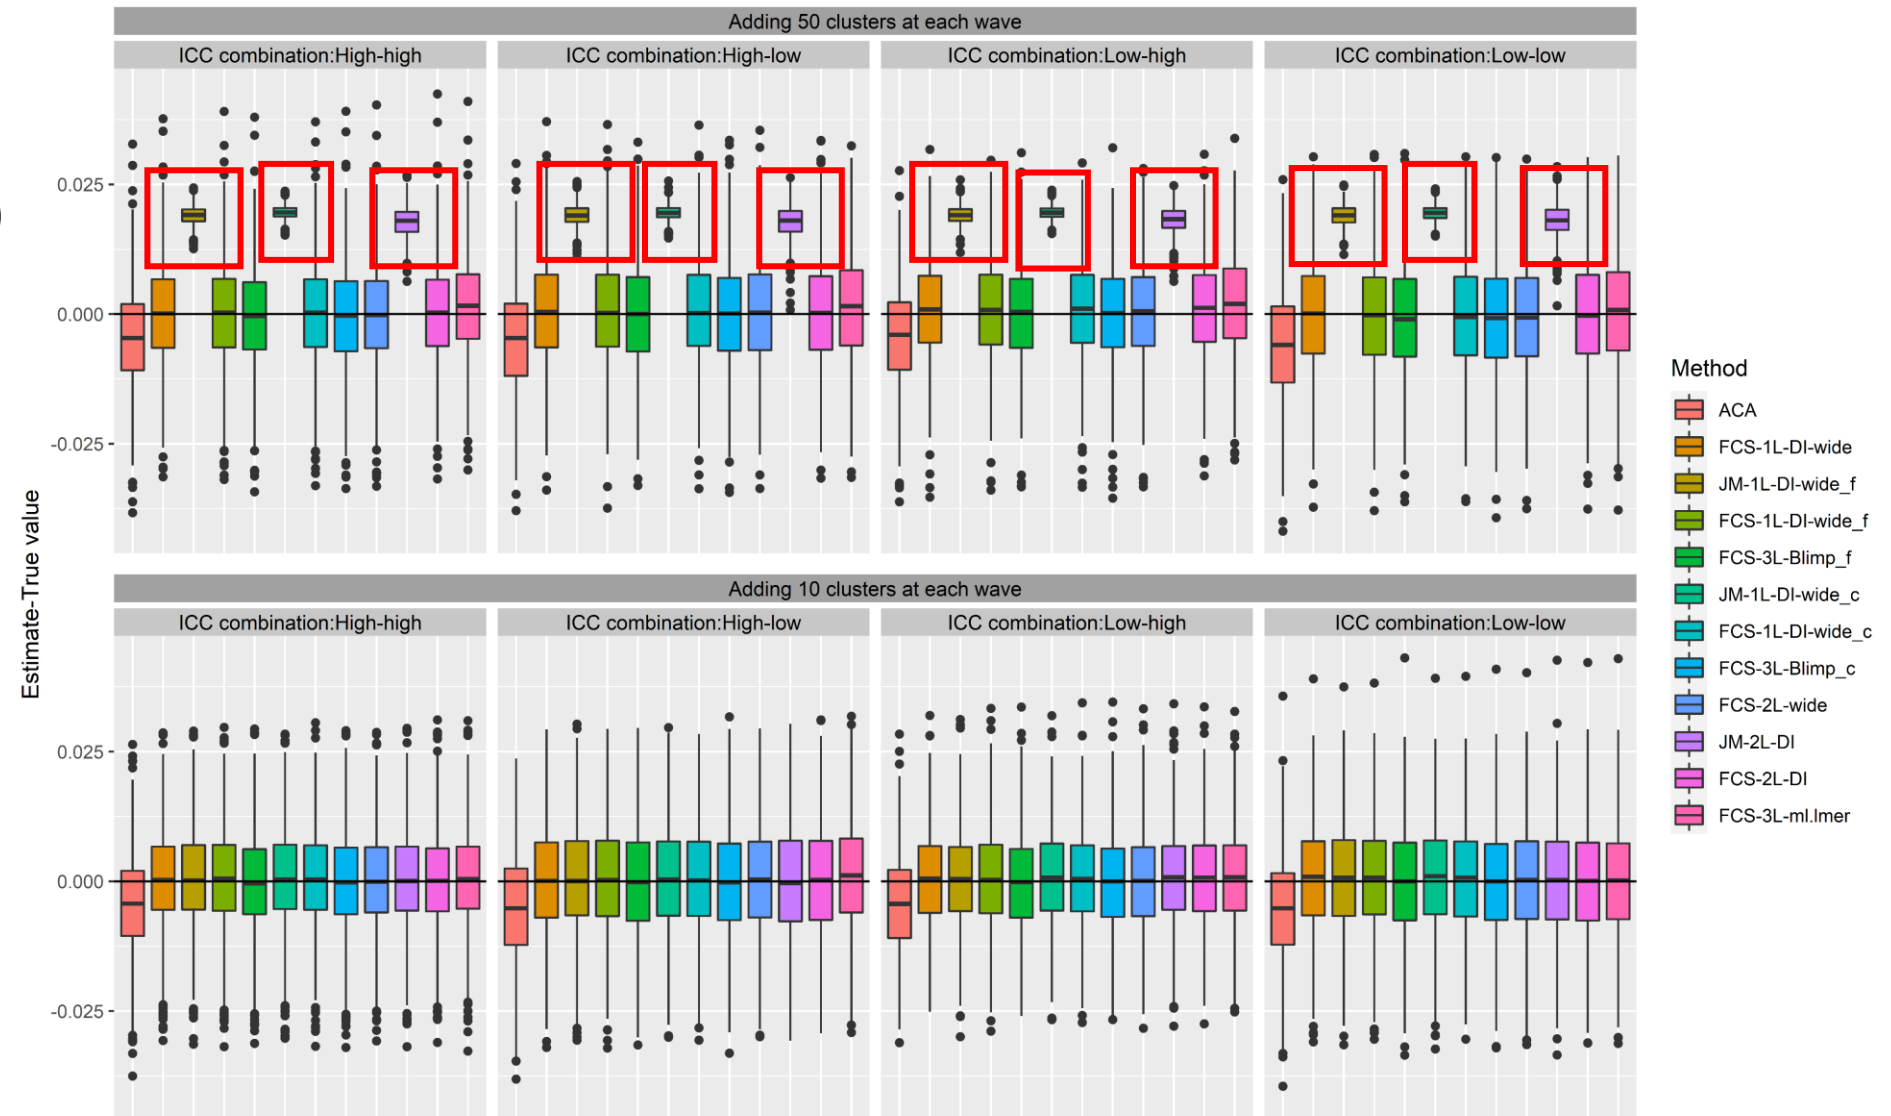 Adding 50 clusters at each wave
ICC combination:High-high
ICC combination:High-low
ICC combination:Low-high
ICC combination:Low-low
0.025
0.000
-0.025
Adding 10 clusters at each wave
ICC combination:High-high
ICC combination:High-low
ICC combination:Low-high
ICC combination:Low-low
0.025
0.000
-0.025
Estimate-True value
Method
ACA
FCS-1L-DI-wide
JM-1L-DI-wide_f
FCS-1L-DI-wide_f
FCS-3L-Blimp_f
JM-1L-DI-wide_c
FCS-1L-DI-wide_c
FCS-3L-Blimp_c
FCS-2L-wide
JM-2L-DI
FCS-2L-DI
FCS-3L-ml.lmer